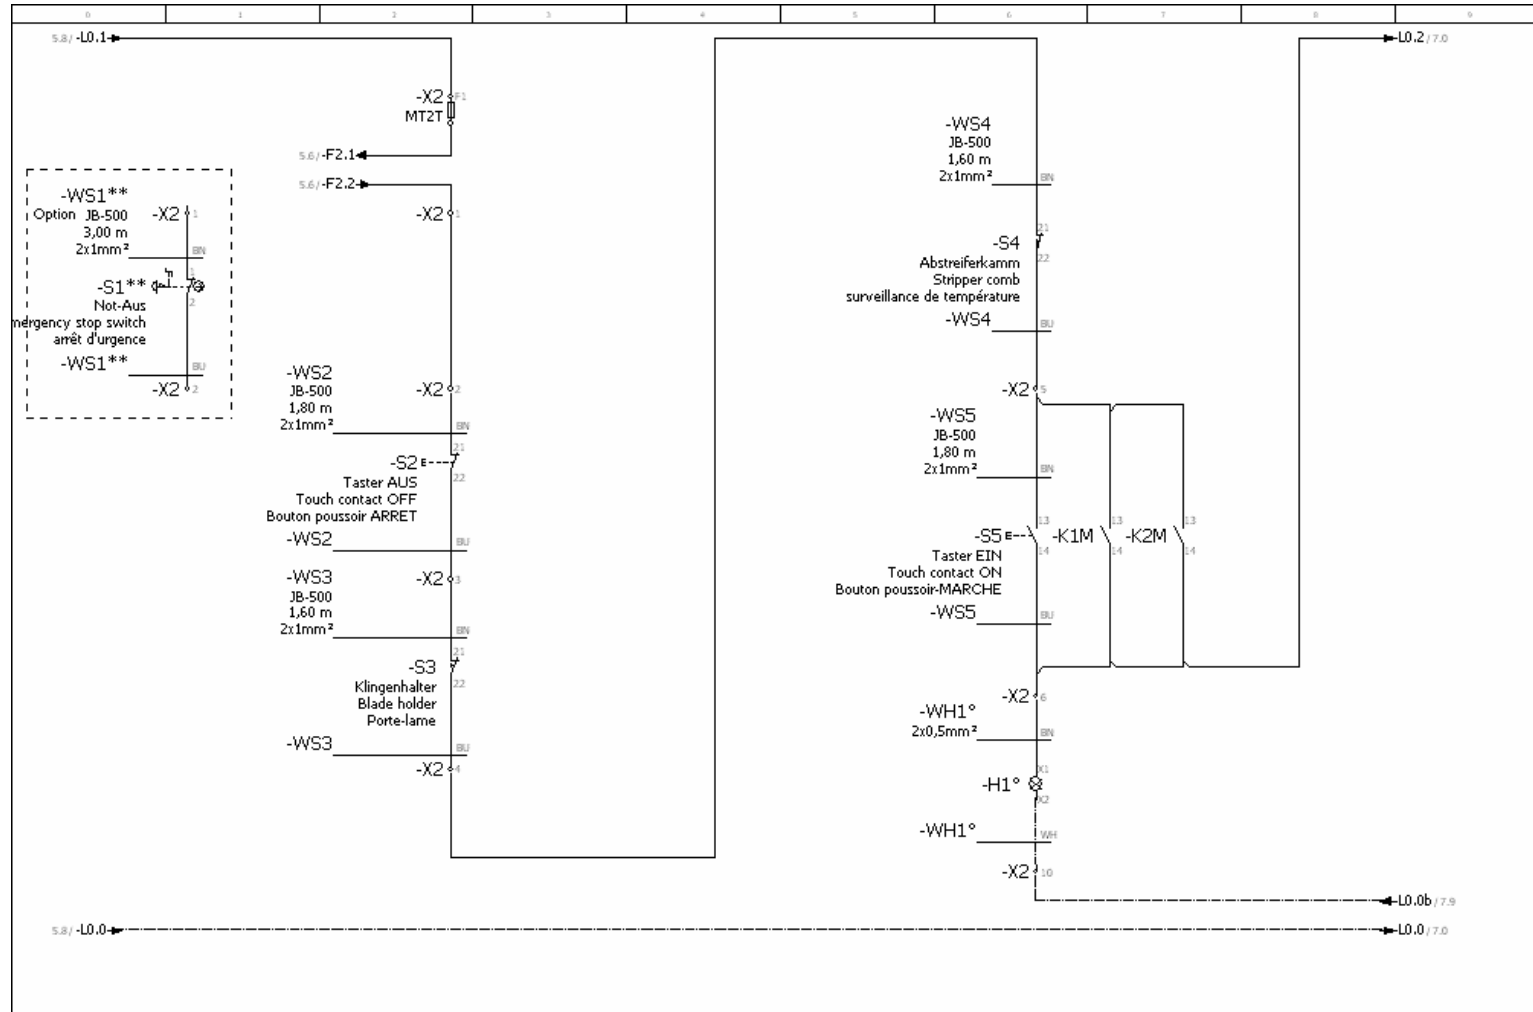 0 1 2 3 4 5 6 7 8 9
5.8/ -L0.1
-L0.2 / 7.0
-X2 F1
MT2T
5.6/ -F2.1
5.6/ -F2.2
-X2 1
-WS1**
Option JB-500
3,00 m
2x1mm²
-X2 1
BN
1
-S1**
2
Not-Aus
mergency stop switch
arrêt d'urgence
-WS1**
BU
-X2 2
-WS2
JB-500
1,80 m
2x1mm²
-X2 2
BN
21
-S2
22
Taster AUS
Touch contact OFF
Bouton poussoir ARRET
-WS2
BU
-WS3
JB-500
1,60 m
2x1mm²
-X2 3
BN
21
-S3
22
Klingenhalter
Blade holder
Porte-lame
-WS3
BU
-X2 4
-WS4
JB-500
1,60 m
2x1mm²
BN
21
-S4
22
Abstreiferkamm
Stripper comb
surveillance de température
-WS4
BU
-X2 5
-WS5
JB-500
1,80 m
2x1mm²
BN
13 13 13
-S5 -K1M -K2M
14 14 14
Taster EIN
Touch contact ON
Bouton poussoir-MARCHE
-WS5
BU
-X2 6
-WH1°
2x0,5mm²
BN
X1
-H1°
X2
-WH1°
WH
-X2 10
-L0.0b / 7.9
5.8/ -L0.0
-L0.0 / 7.0